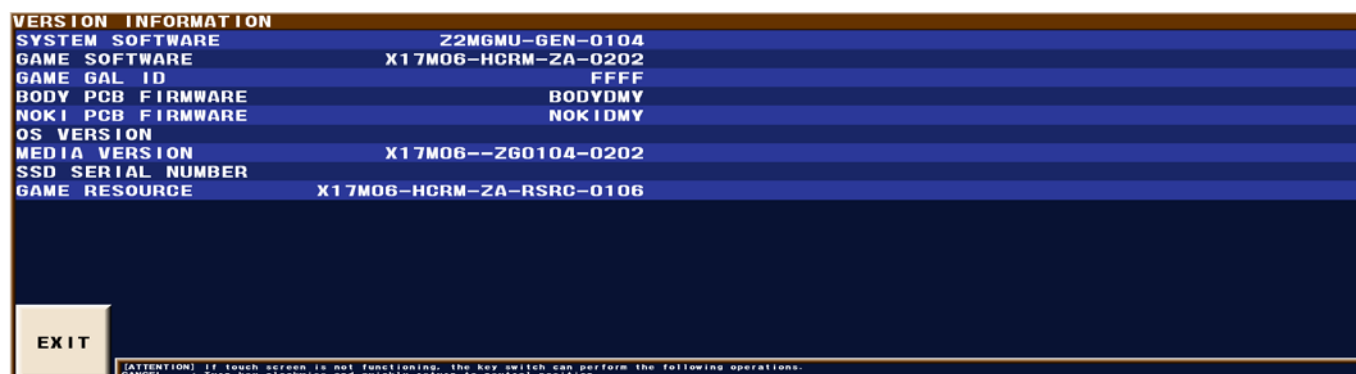 VERSION INFORMATION
SYSTEM SOFTWARE Z2MGMU-GEN-0104
GAME SOFTWARE X17M06-HCRM-ZA-0202
GAME GAL ID FFFF
BODY PCB FIRMWARE BODYDMY
NOKI PCB FIRMWARE NOKIDMY
OS VERSION
MEDIA VERSION X17M06--ZG0104-0202
SSD SERIAL NUMBER
GAME RESOURCE X17M06-HCRM-ZA-RSRC-0106
EXIT
[ATTENTION] If touch screen is not functioning, the key switch can perform the following operations.